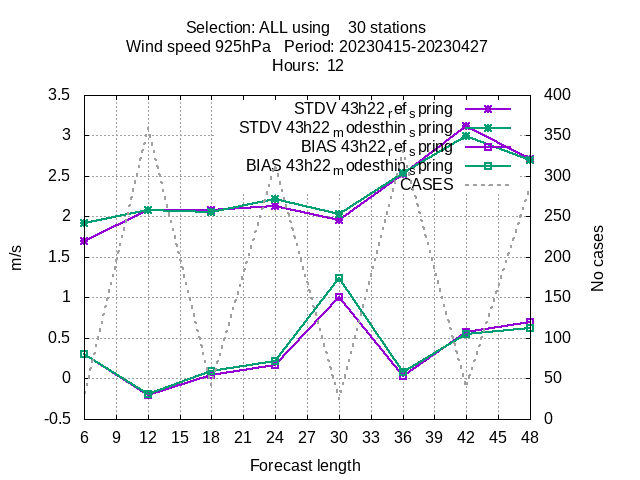 Selection: ALL using    30 stations
Wind speed 925hPa   Period: 20230415-20230427
Hours:  12
STDV 43h22_ref_spring
STDV 43h22_modesthin_spring
BIAS 43h22_ref_spring
BIAS 43h22_modesthin_spring
CASES
3.5
3
2.5
2
1.5
1
0.5
0
-0.5
m/s
400
350
300
250
200
150
100
50
0
No cases
6 9 12 15 18 21 24 27 30 33 36 39 42 45 48
Forecast length